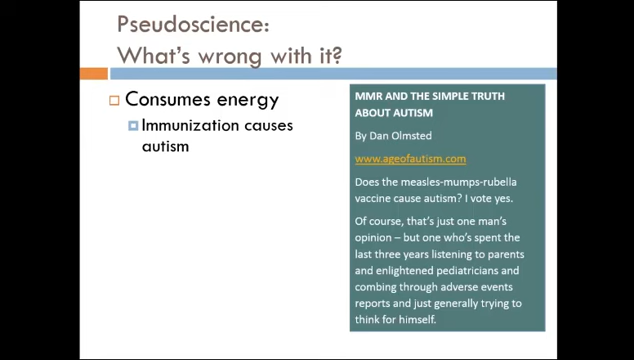 Pseudoscience:
What's wrong with it?
Consumes energy
Immunization causes
autism
MMR AND THE SIMPLE TRUTH
ABOUT AUTISM
By Dan Olmsted
www.ageofautism.com
Does the measles-mumps-rubella
vaccine cause autism? I vote yes.
Of course, that's just one man's
opinion – but one who's spent the
last three years listening to parents
and enlightened pediatricians and
combing through adverse events
reports and just generally trying to
think for himself.